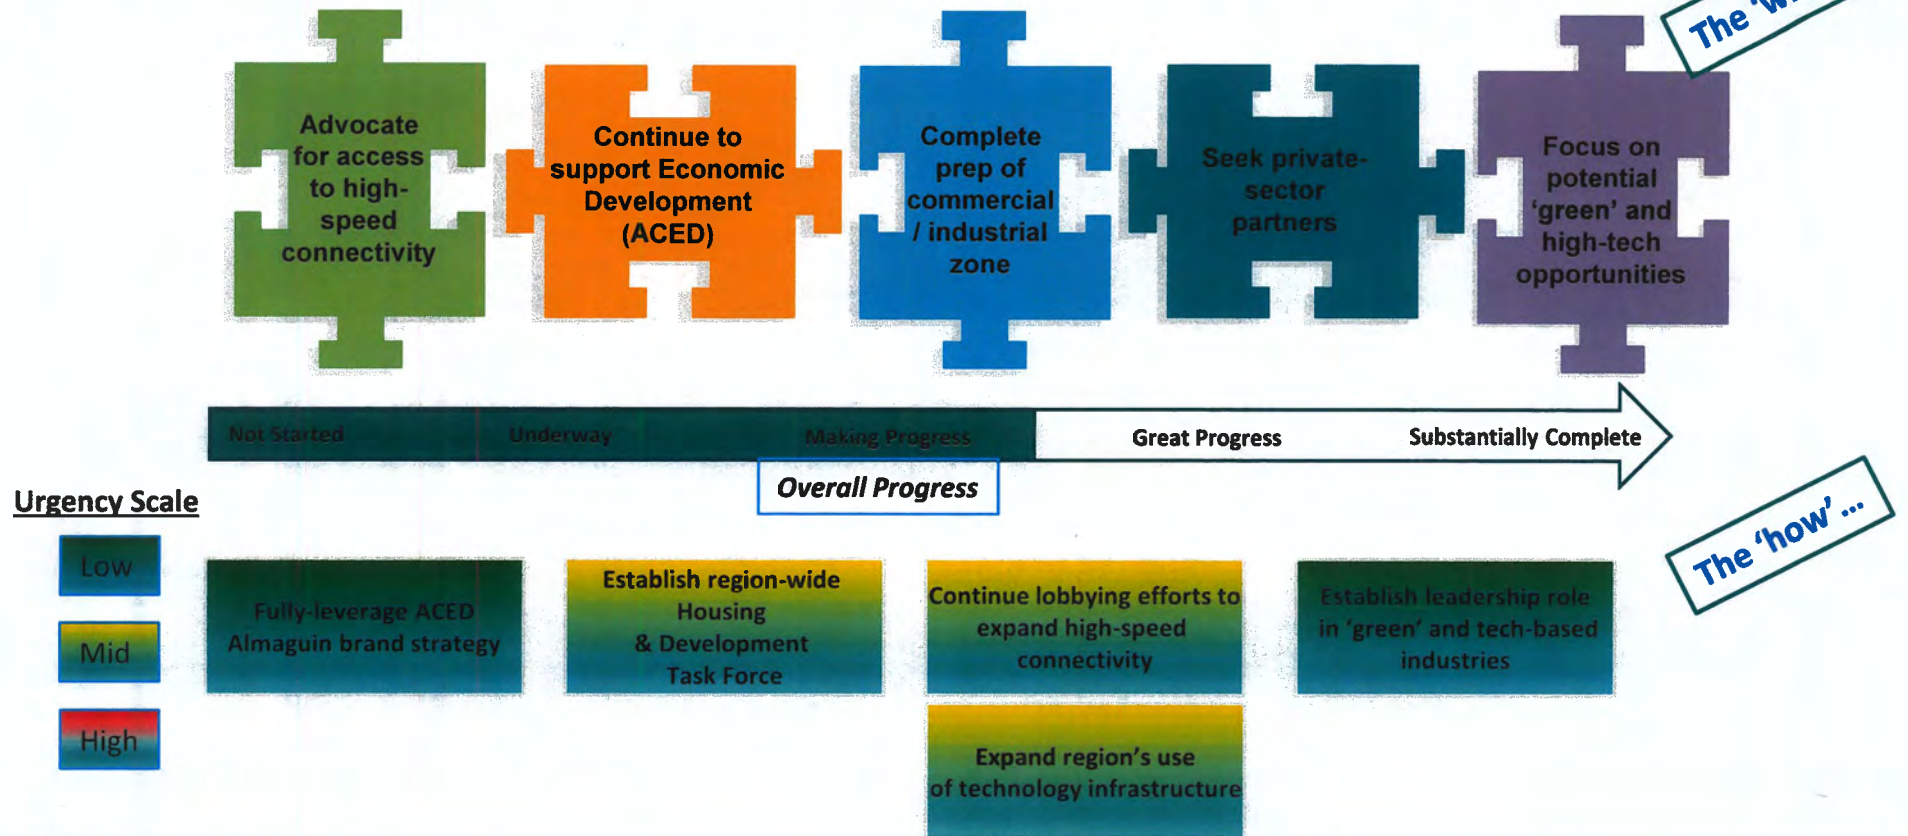 The
Advocate
for access
to high-
speed
connectivity
Continue to
support Economic
Development
(ACED)
Complete
prep of
commercial
/ industrial
zone
Seek private-
sector
partners
Focus on
potential
'green' and
high-tech
opportunities
Not Started
Underway
Making Progress
Great Progress
Substantially Complete
Overall Progress
Urgency Scale
Low
Mid
High
The 'how'...
Fully-leverage ACED
Almaguin brand strategy
Establish region-wide
Housing
& Development
Task Force
Continue lobbying efforts to
expand high-speed
connectivity
Establish leadership role
in 'green' and tech-based
industries
Expand region's use
of technology infrastructure